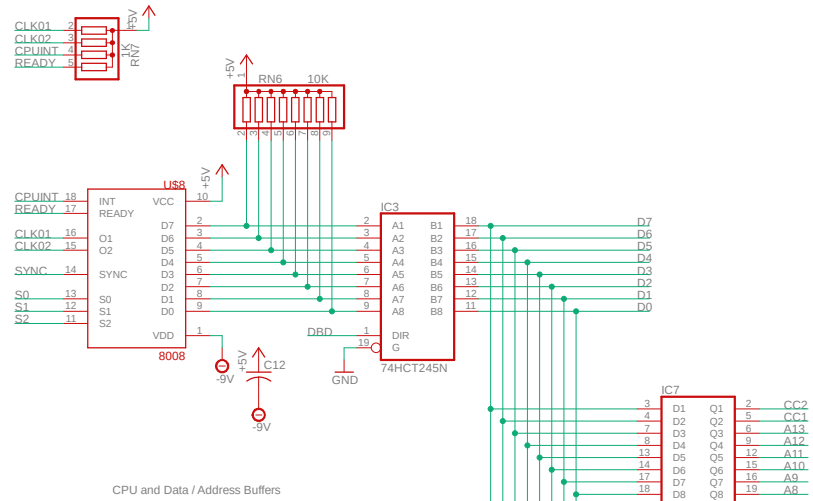 CLK01 2 1 +5V
CLK02 3
CPUINT 4 1K
READY 5 RN7
+5V 1 RN6 10K
2 3 4 5 6 7 8 9
U$8 +5V
CPUINT 18 INT VCC 10
READY 17 READY
IC3
D7 2 2 A1 B1 18 D7
CLK01 16 O1 D6 3 3 A2 B2 17 D6
CLK02 15 O2 D5 4 4 A3 B3 16 D5
D4 5 5 A4 B4 15 D4
SYNC 14 SYNC D3 6 6 A5 B5 14 D3
D2 7 7 A6 B6 13 D2
S0 13 S0 D1 8 8 A7 B7 12 D1
S1 12 S1 D0 9 9 A8 B8 11 D0
S2 11 S2
VDD 1 DBD 1 DIR
19 G
8008 +5V C12 74HCT245N
-9V GND
-9V
IC7
3 D1 Q1 2 CC2
4 D2 Q2 5 CC1
7 D3 Q3 6 A13
8 D4 Q4 9 A12
13 D5 Q5 12 A11
14 D6 Q6 15 A10
17 D7 Q7 16 A9
18 D8 Q8 19 A8
CPU and Data / Address Buffers